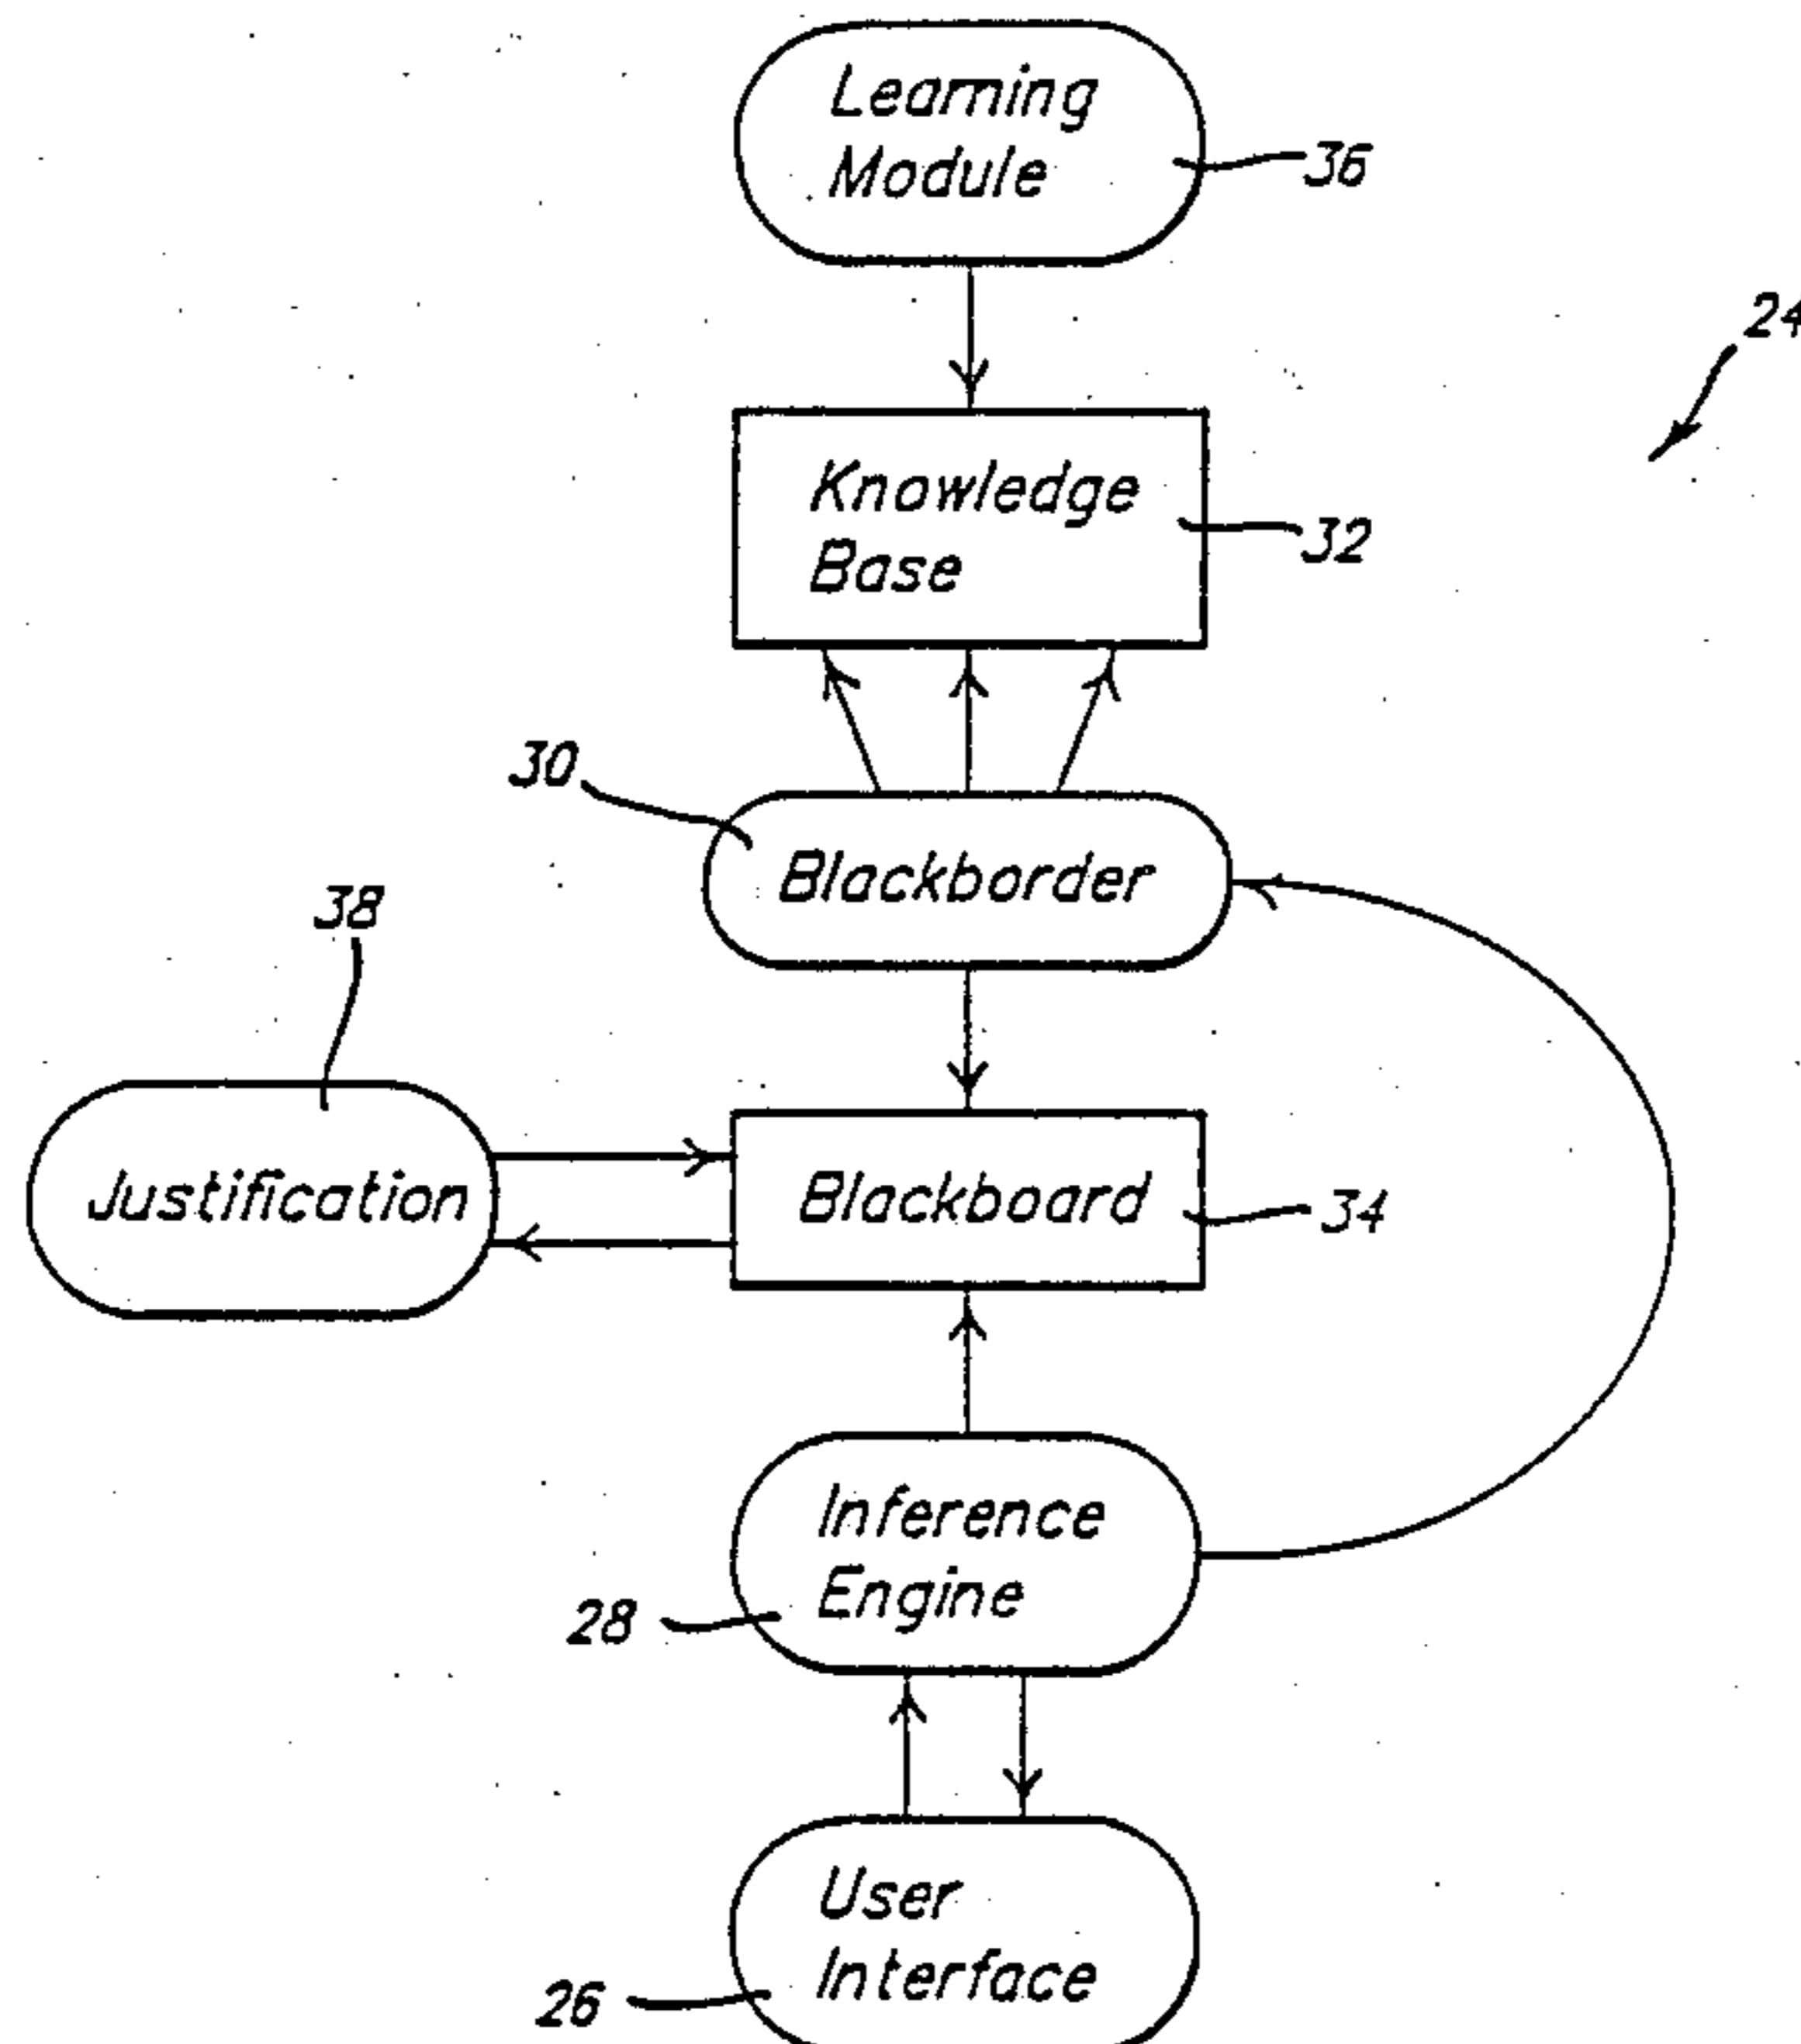 Learning
Module
36
24
Knowledge
Base
32
30
Blackborder
38
Justification
Blackboard
34
Inference
Engine
28
User
Interface
26